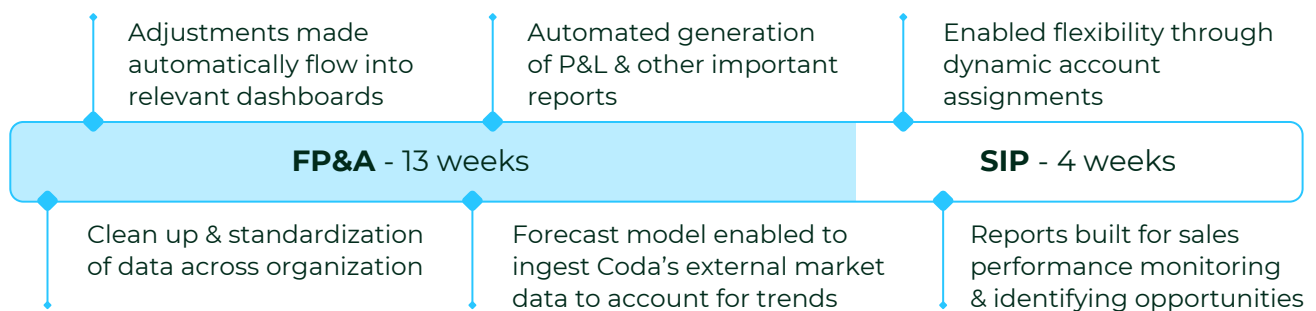 Adjustments made
automatically flow into
relevant dashboards
Automated generation
of P&L & other important
reports
Enabled flexibility through
dynamic account
assignments
FP&A - 13 weeks
SIP - 4 weeks
Clean up & standardization
of data across organization
Forecast model enabled to
ingest Coda’s external market
data to account for trends
Reports built for sales
performance monitoring
& identifying opportunities